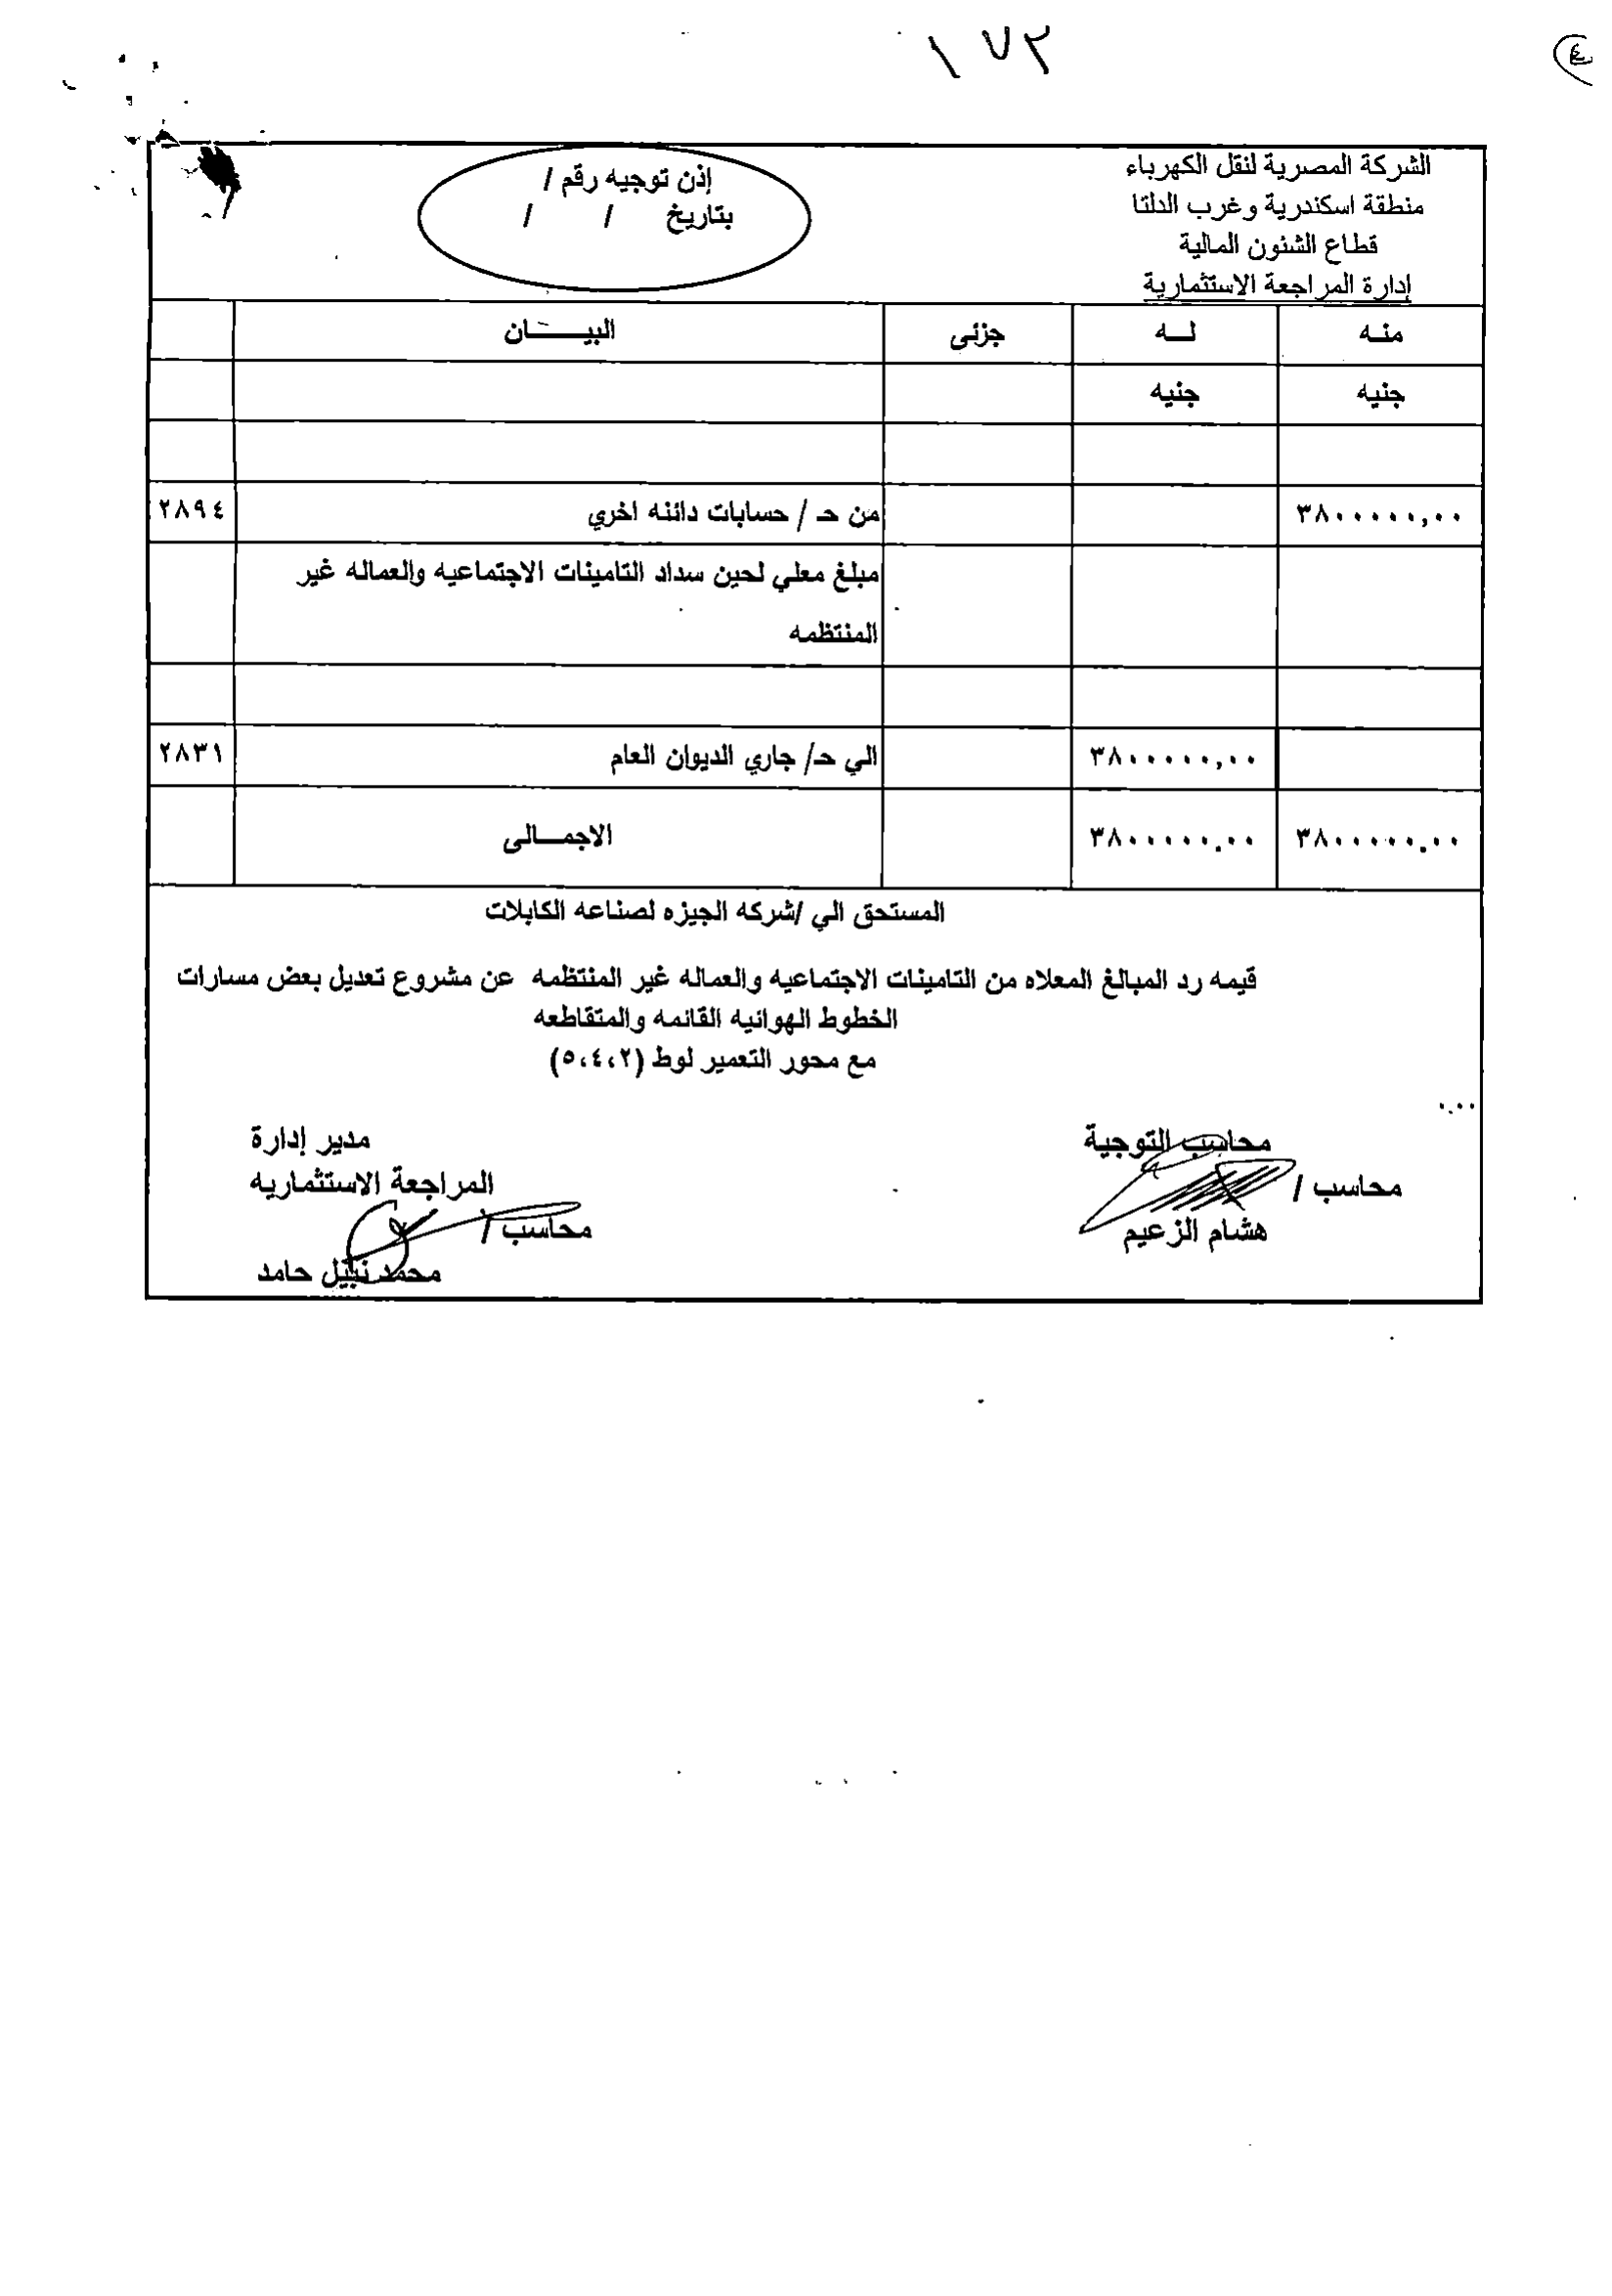 ١٧٢
٤
الشركة المصرية لنقل الكهرباء
منطقة اسكندرية وغرب الدلتا
قطاع الشئون المالية
إدارة المراجعة الاستثمارية
إذن توجيه رقم /
بتاريخ / /
منـه لـــه جزئى البيـــــــان
جنيه جنيه
٣٨٠٠٠٠٠,٠٠ من حـ / حسابات دائنه اخري ٢٨٩٤
مبلغ معلي لحين سداد التامينات الاجتماعيه والعماله غير
المنتظمه
٣٨٠٠٠٠٠,٠٠ الي حـ/ جاري الديوان العام ٢٨٣١
٣٨٠٠٠٠٠,٠٠ ٣٨٠٠٠٠٠,٠٠ الاجمـــالى
المستحق الي /شركه الجيزه لصناعه الكابلات
قيمه رد المبالغ المعلاه من التامينات الاجتماعيه والعماله غير المنتظمه عن مشروع تعديل بعض مسارات
الخطوط الهوائيه القائمه والمتقاطعه
مع محور التعمير لوط (٥،٤،٢)
٠.٠٠
محاسب التوجية
محاسب /
هشام الزعيم
مدير إدارة
المراجعة الاستثماريه
محاسب /
محمد نبيل حامد